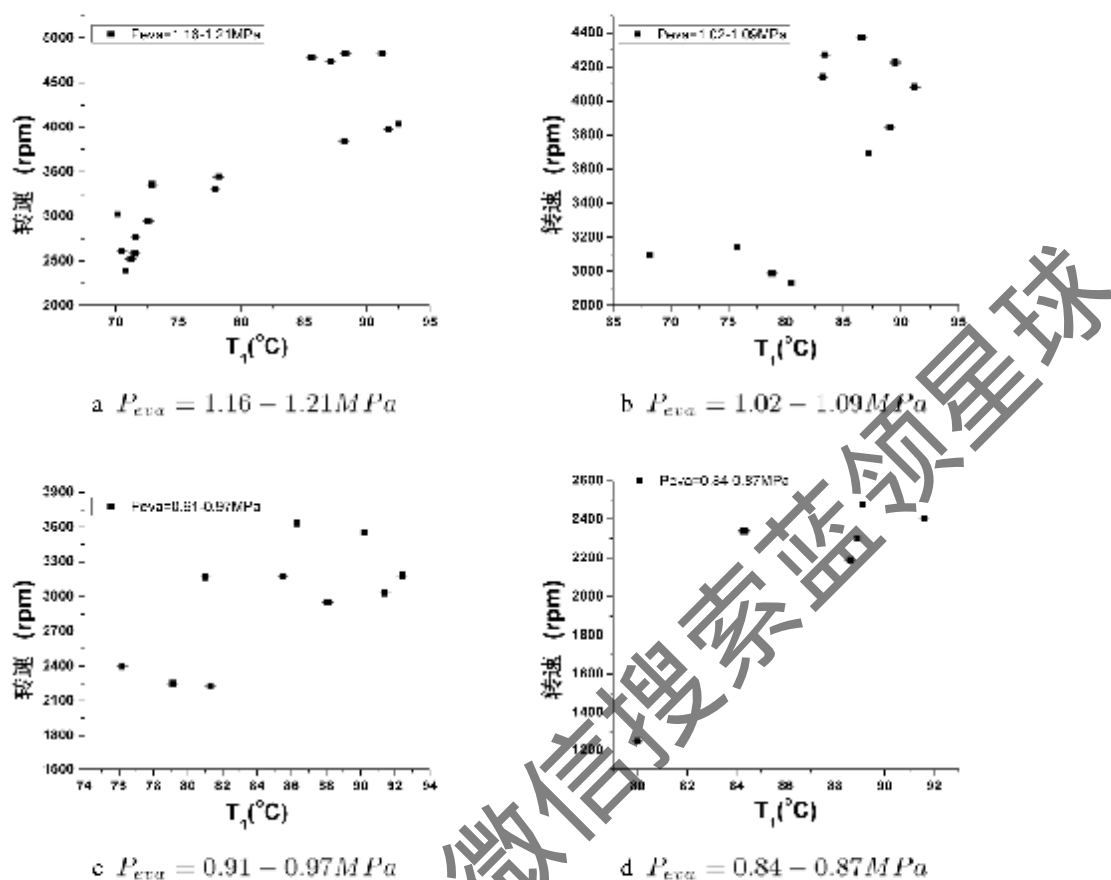 Peva=1.16-1.21MPa
5000
4500
4000
3500
3000
2500
2000
转速 (rpm)
70 75 80 85 90 95
T1(°C)
a Peva = 1.16 − 1.21MPa
Peva=1.02-1.09MPa
4400
4200
4000
3800
3600
3400
3200
3000
2800
转速 (rpm)
65 70 75 80 85 90 95
T1(°C)
b Peva = 1.02 − 1.09MPa
Peva=0.91-0.97MPa
3900
3600
3300
3000
2700
2400
2100
1800
转速 (rpm)
74 76 78 80 82 84 86 88 90 92 94
T1(°C)
c Peva = 0.91 − 0.97MPa
Peva=0.84-0.87MPa
2600
2400
2200
2000
1800
1600
1400
1200
转速 (rpm)
80 82 84 86 88 90 92
T1(°C)
d Peva = 0.84 − 0.87MPa
微信搜索蓝领星球